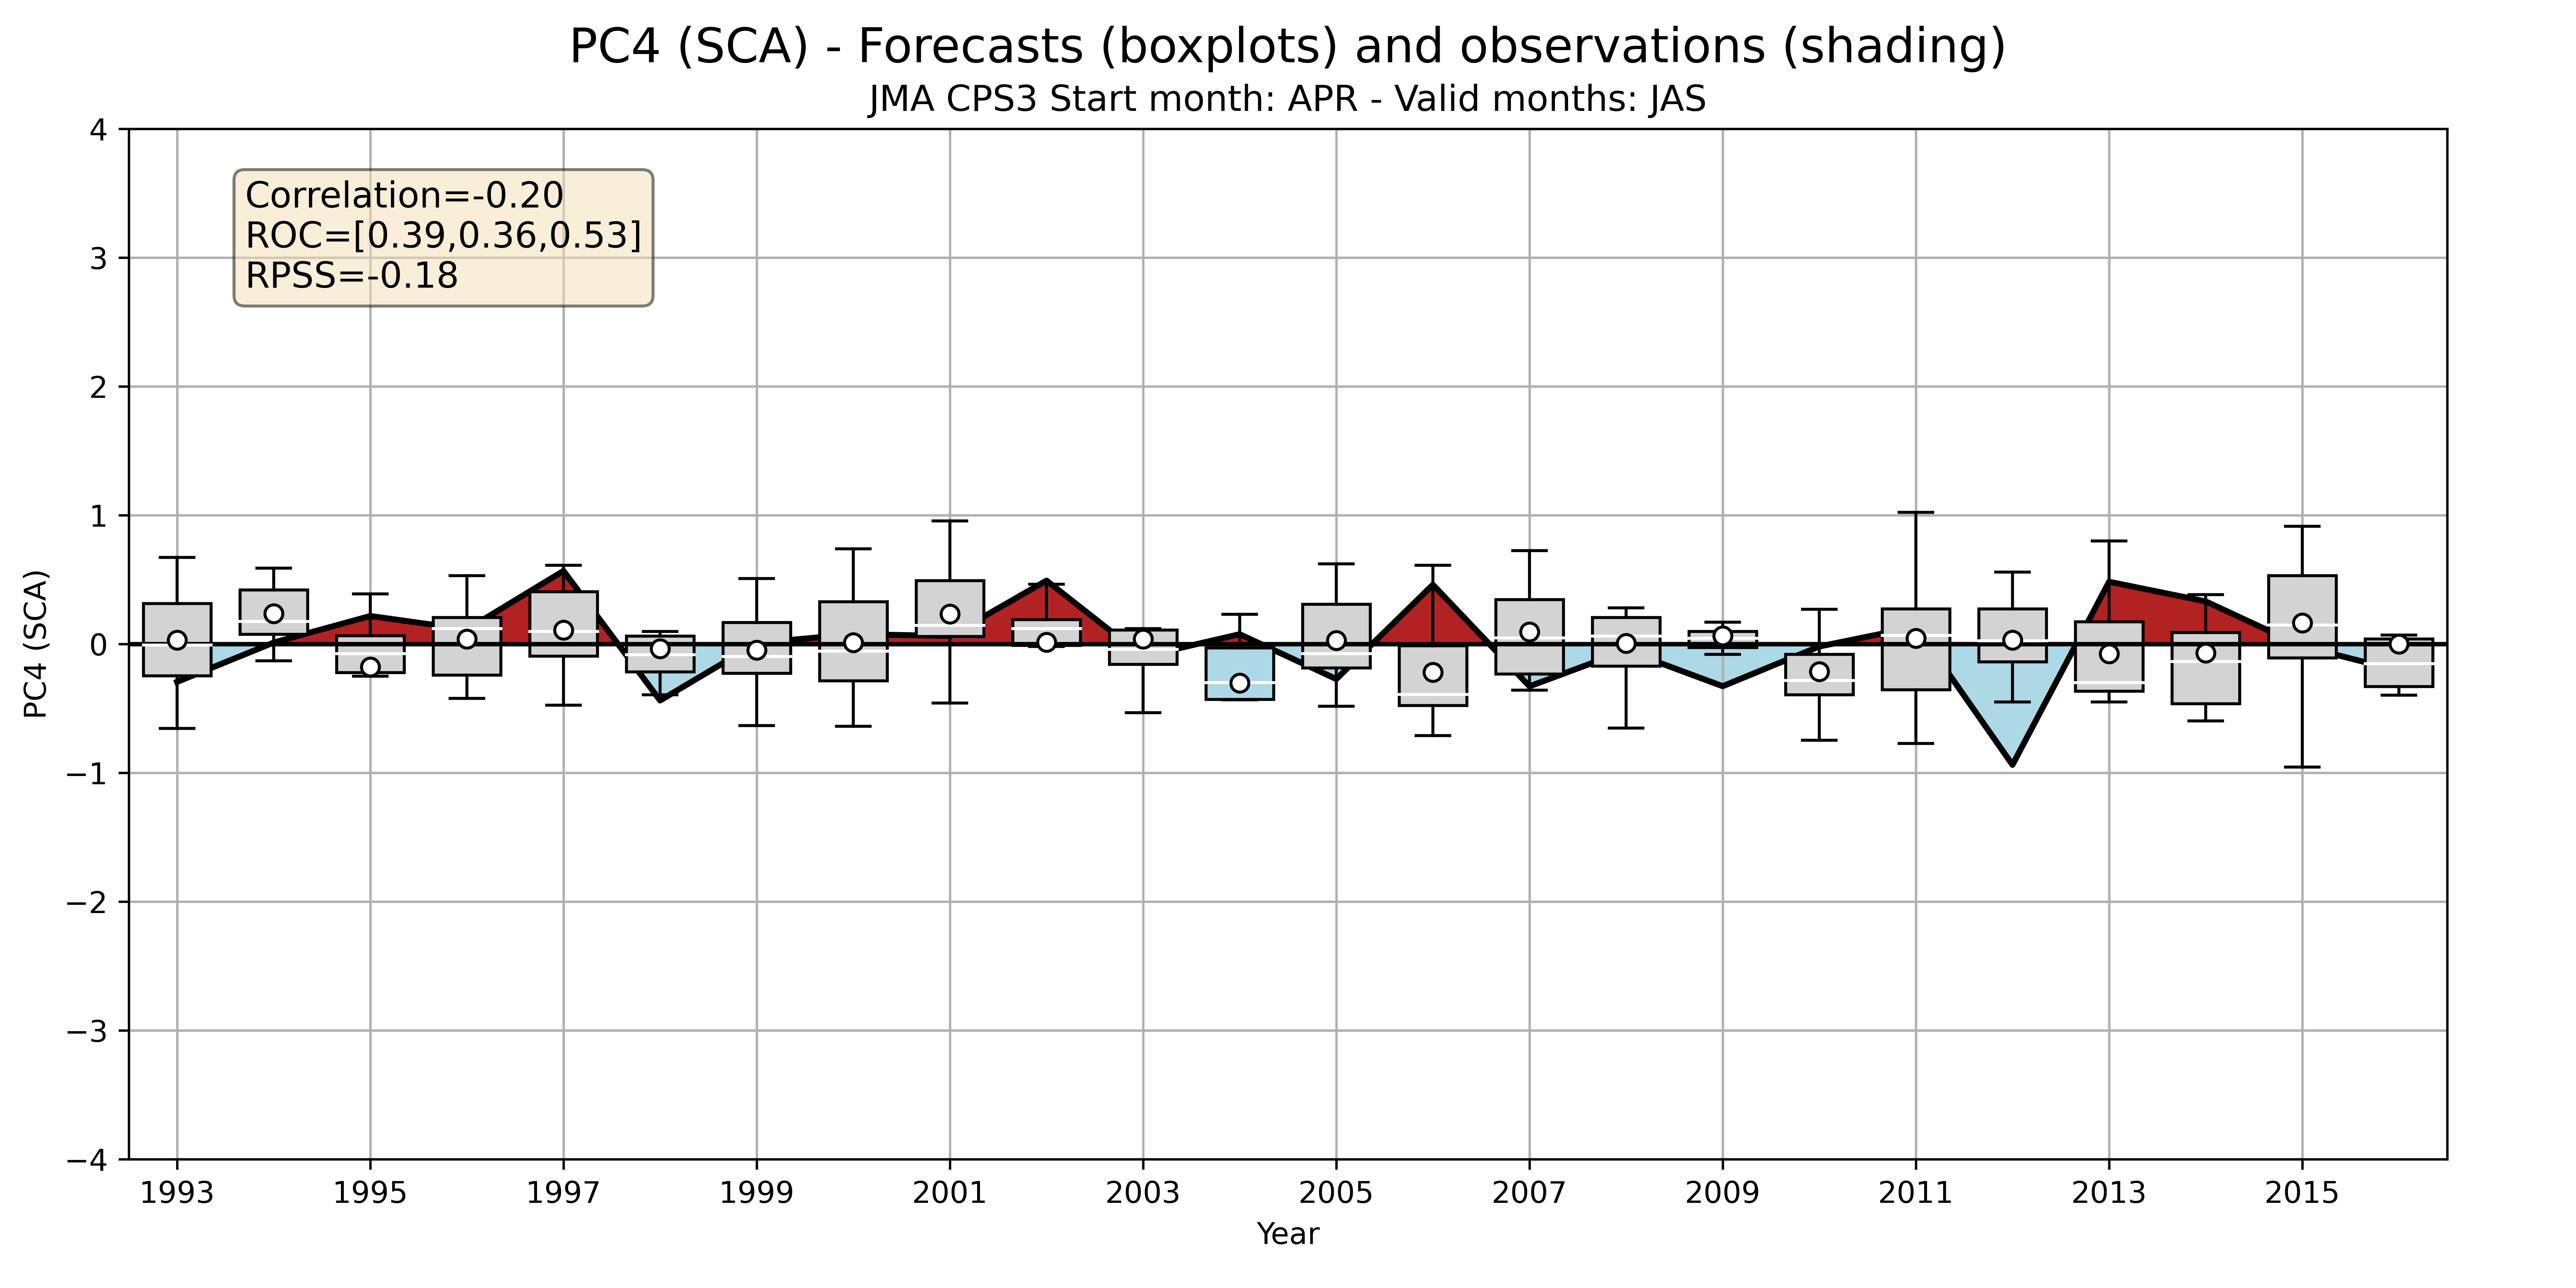 PC4 (SCA) - Forecasts (boxplots) and observations (shading)
JMA CPS3 Start month: APR - Valid months: JAS
Correlation=-0.20
ROC=[0.39,0.36,0.53]
RPSS=-0.18
PC4 (SCA)
4
3
2
1
0
−1
−2
−3
−4
1993 1995 1997 1999 2001 2003 2005 2007 2009 2011 2013 2015
Year